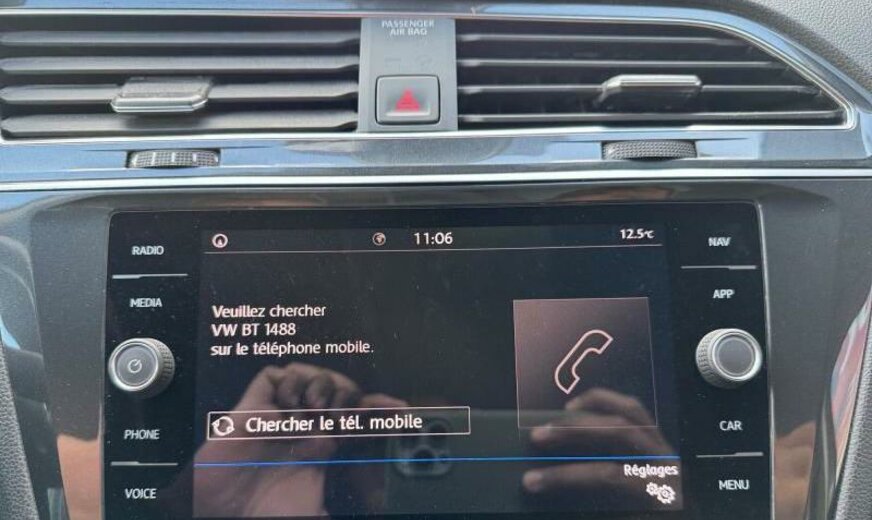 PASSENGER
AIR BAG
RADIO
MEDIA
PHONE
VOICE
11:06
12.5°C
Veuillez chercher
VW BT 1488
sur le téléphone mobile.
Chercher le tél. mobile
Réglages
NAV
APP
CAR
MENU